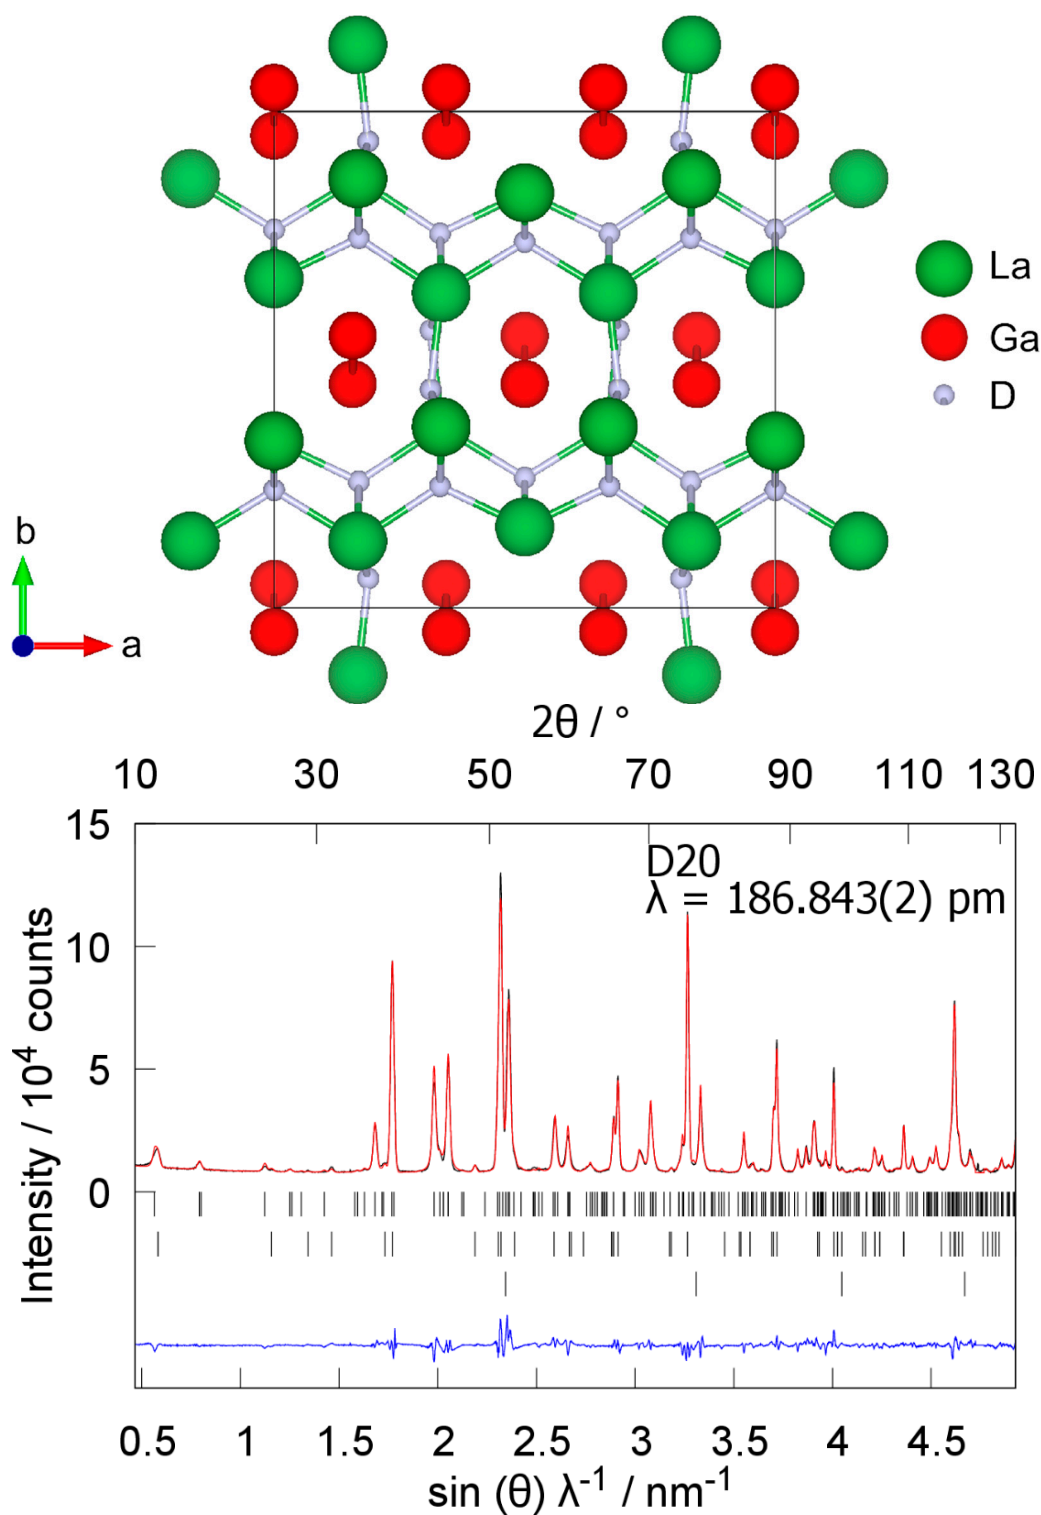 La
Ga
D
b
a
2θ / °
10 30 50 70 90 110 130
15
D20
λ = 186.843(2) pm
10
5
0
Intensity / 10⁴ counts
0.5 1 1.5 2 2.5 3 3.5 4 4.5
sin (θ) λ⁻¹ / nm⁻¹